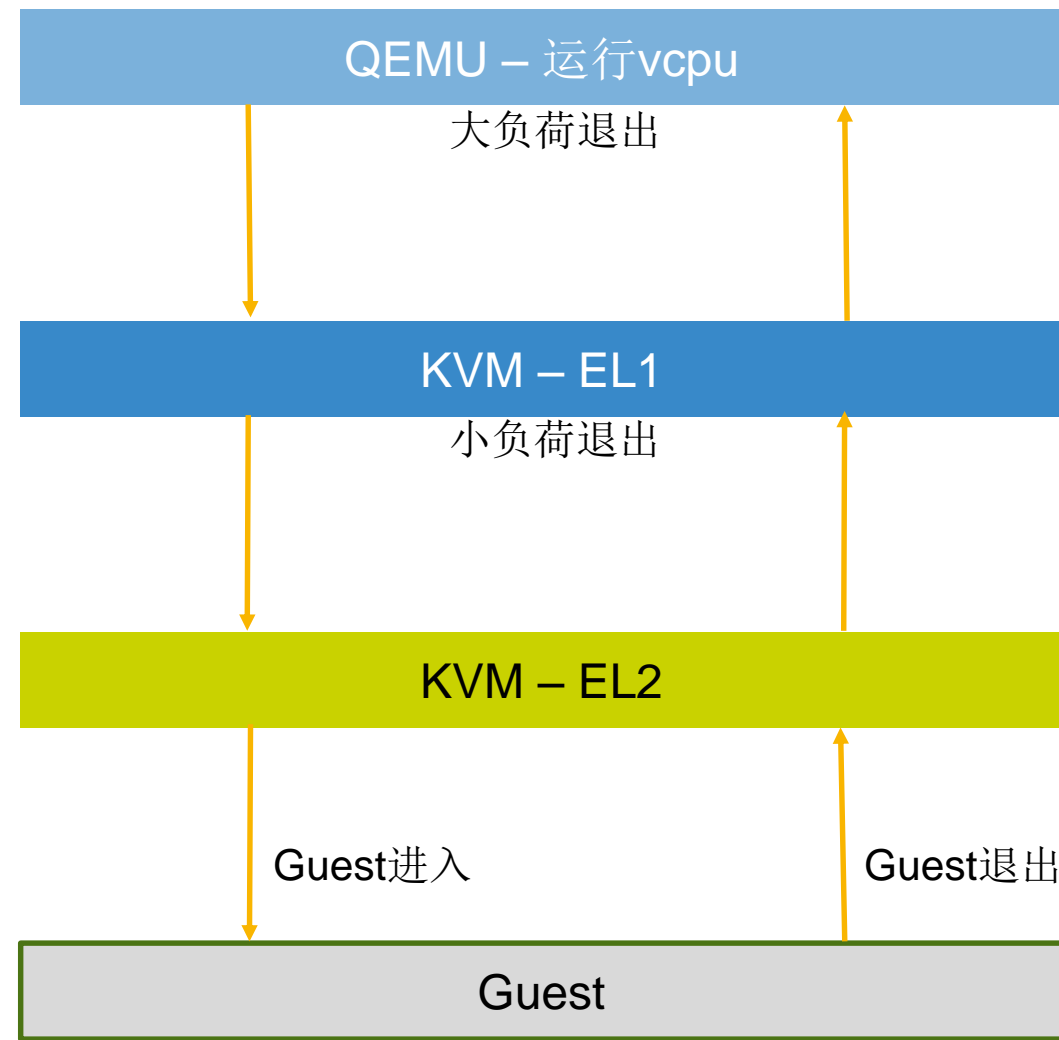 QEMU – 运行vcpu
大负荷退出
KVM – EL1
小负荷退出
KVM – EL2
Guest进入
Guest退出
Guest